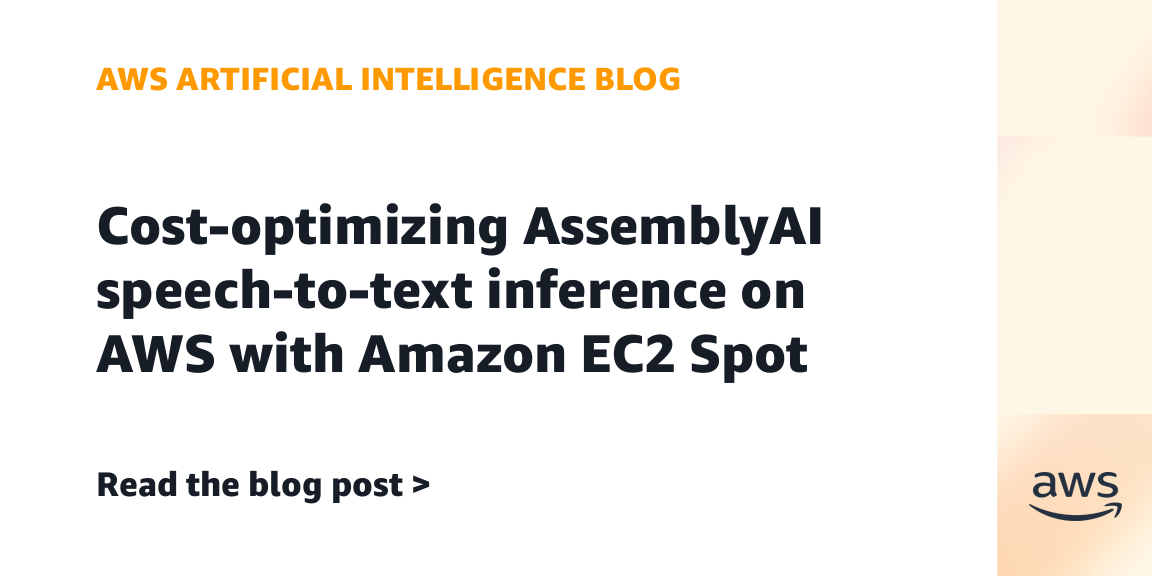 AWS ARTIFICIAL INTELLIGENCE BLOG
Cost-optimizing AssemblyAI
speech-to-text inference on
AWS with Amazon EC2 Spot
Read the blog post >
aws